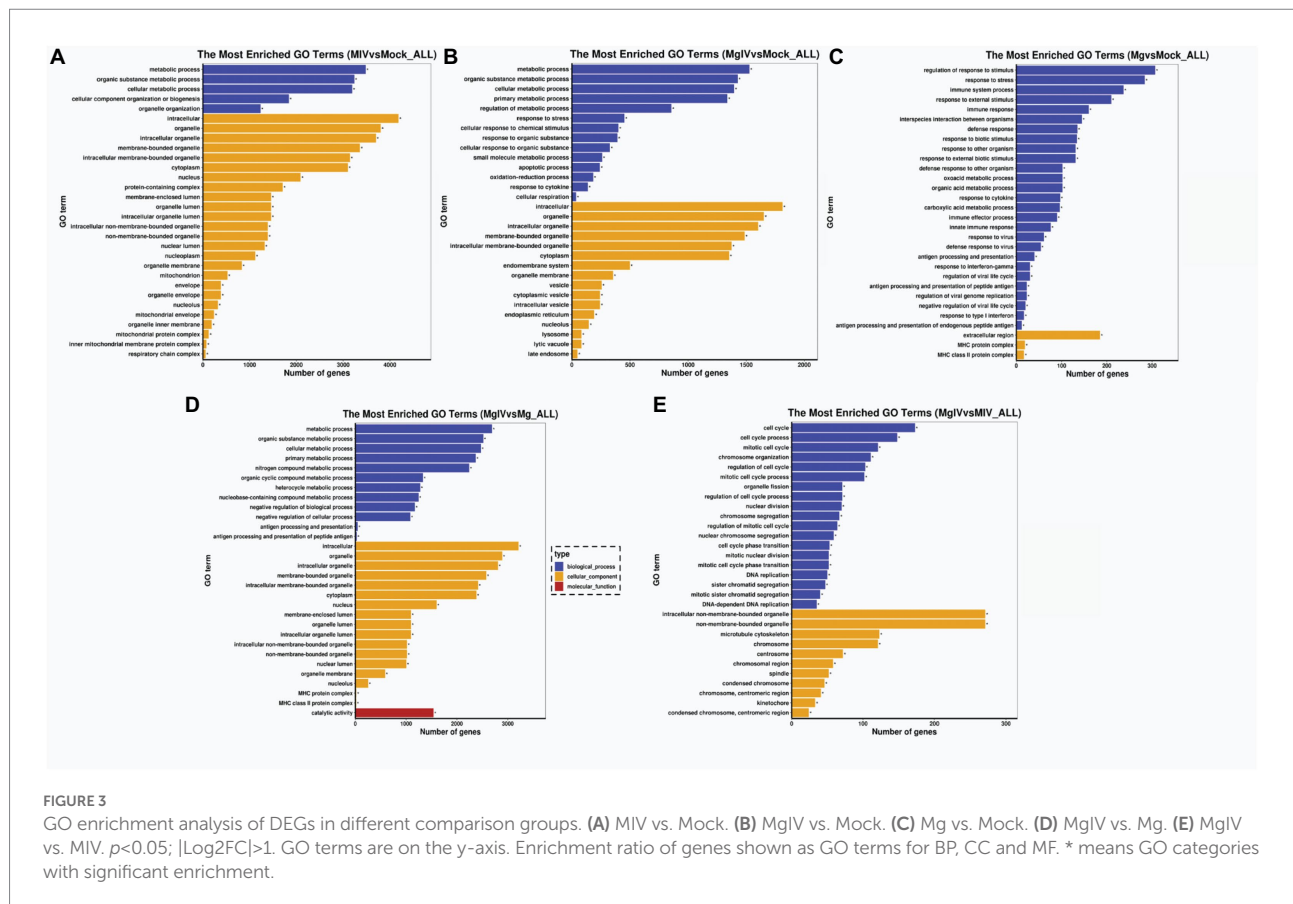 A
The Most Enriched GO Terms (MIVvsMock_ALL)
metabolic process
organic substance metabolic process
cellular metabolic process
cellular component organization or biogenesis
organelle organization
intracellular
organelle
intracellular organelle
membrane-bounded organelle
intracellular membrane-bounded organelle
cytoplasm
nucleus
protein-containing complex
membrane-enclosed lumen
organelle lumen
intracellular organelle lumen
intracellular non-membrane-bounded organelle
non-membrane-bounded organelle
nuclear lumen
nucleoplasm
organelle membrane
mitochondrion
envelope
organelle envelope
nucleolus
mitochondrial envelope
organelle inner membrane
mitochondrial protein complex
inner mitochondrial membrane protein complex
respiratory chain complex
GO term
0 1000 2000 3000 4000
Number of genes
B
The Most Enriched GO Terms (MgIVvsMock_ALL)
metabolic process
organic substance metabolic process
cellular metabolic process
primary metabolic process
regulation of metabolic process
response to stress
cellular response to chemical stimulus
response to organic substance
cellular response to organic substance
small molecule metabolic process
apoptotic process
oxidation-reduction process
response to cytokine
cellular respiration
intracellular
organelle
intracellular organelle
membrane-bounded organelle
intracellular membrane-bounded organelle
cytoplasm
endomembrane system
organelle membrane
vesicle
cytoplasmic vesicle
intracellular vesicle
endoplasmic reticulum
nucleolus
lysosome
lytic vacuole
late endosome
GO term
0 500 1000 1500 2000
Number of genes
C
The Most Enriched GO Terms (MgvsMock_ALL)
regulation of response to stimulus
response to stress
immune system process
response to external stimulus
immune response
interspecies interaction between organisms
defense response
response to biotic stimulus
response to other organism
response to external biotic stimulus
defense response to other organism
oxoacid metabolic process
organic acid metabolic process
response to cytokine
carboxylic acid metabolic process
immune effector process
innate immune response
response to virus
defense response to virus
antigen processing and presentation
response to interferon-gamma
regulation of viral life cycle
antigen processing and presentation of peptide antigen
regulation of viral genome replication
negative regulation of viral life cycle
response to type I interferon
antigen processing and presentation of endogenous peptide antigen
extracellular region
MHC protein complex
MHC class II protein complex
GO term
0 100 200 300
Number of genes
D
The Most Enriched GO Terms (MgIVvsMg_ALL)
metabolic process
organic substance metabolic process
cellular metabolic process
primary metabolic process
nitrogen compound metabolic process
organic cyclic compound metabolic process
heterocycle metabolic process
nucleobase-containing compound metabolic process
negative regulation of biological process
negative regulation of cellular process
antigen processing and presentation
antigen processing and presentation of peptide antigen
intracellular
organelle
intracellular organelle
membrane-bounded organelle
intracellular membrane-bounded organelle
cytoplasm
nucleus
membrane-enclosed lumen
organelle lumen
intracellular organelle lumen
intracellular non-membrane-bounded organelle
non-membrane-bounded organelle
nuclear lumen
organelle membrane
nucleolus
MHC protein complex
MHC class II protein complex
catalytic activity
GO term
0 1000 2000 3000
Number of genes
type
biological_process
cellular_component
molecular_function
E
The Most Enriched GO Terms (MgIVvsMIV_ALL)
cell cycle
cell cycle process
mitotic cell cycle
chromosome organization
regulation of cell cycle
mitotic cell cycle process
organelle fission
regulation of cell cycle process
nuclear division
chromosome segregation
regulation of mitotic cell cycle
nuclear chromosome segregation
cell cycle phase transition
mitotic nuclear division
mitotic cell cycle phase transition
DNA replication
sister chromatid segregation
mitotic sister chromatid segregation
DNA-dependent DNA replication
intracellular non-membrane-bounded organelle
non-membrane-bounded organelle
microtubule cytoskeleton
chromosome
centrosome
chromosomal region
spindle
condensed chromosome
chromosome, centromeric region
kinetochore
condensed chromosome, centromeric region
GO term
0 100 200 300
Number of genes
FIGURE 3
GO enrichment analysis of DEGs in different comparison groups. (A) MIV vs. Mock. (B) MgIV vs. Mock. (C) Mg vs. Mock. (D) MgIV vs. Mg. (E) MgIV
vs. MIV. p<0.05; |Log2FC|>1. GO terms are on the y-axis. Enrichment ratio of genes shown as GO terms for BP, CC and MF. * means GO categories
with significant enrichment.